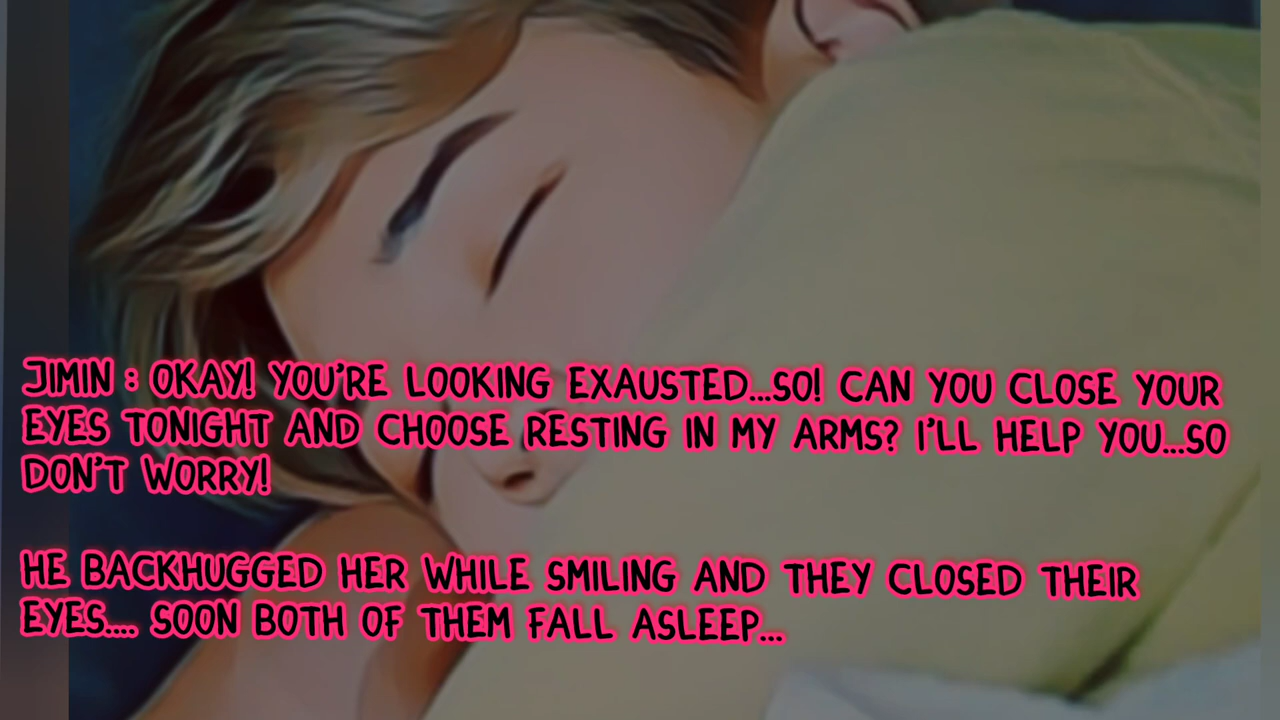 JIMIN : OKAY! YOU'RE LOOKING EXAUSTED...SO! CAN YOU CLOSE YOUR
EYES TONIGHT AND CHOOSE RESTING IN MY ARMS? I'LL HELP YOU...SO
DON'T WORRY!
HE BACKHUGGED HER WHILE SMILING AND THEY CLOSED THEIR
EYES.... SOON BOTH OF THEM FALL ASLEEP...